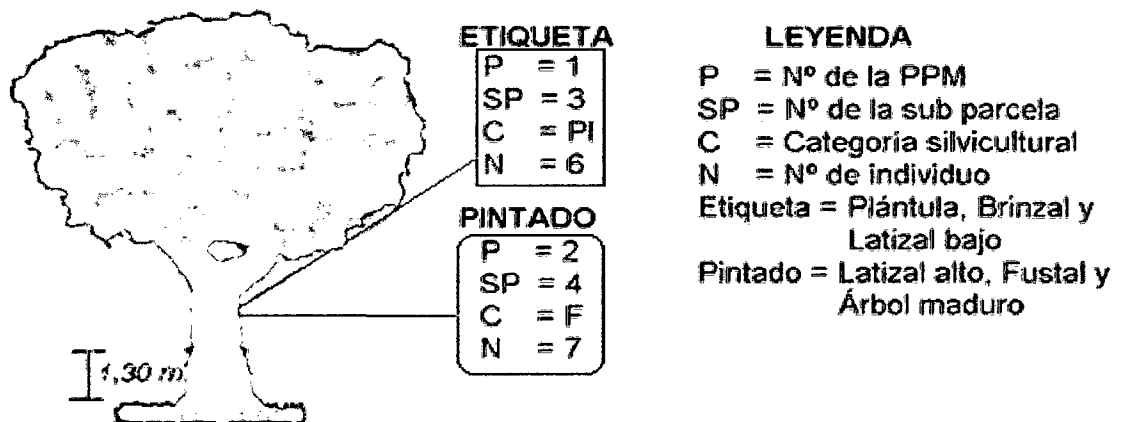 ETIQUETA
P = 1
SP = 3
C = Pl
N = 6
PINTADO
P = 2
SP = 4
C = F
N = 7
1,30 m
LEYENDA
P = Nº de la PPM
SP = Nº de la sub parcela
C = Categoría silvicultural
N = Nº de individuo
Etiqueta = Plántula, Brinzal y
Latizal bajo
Pintado = Latizal alto, Fustal y
Árbol maduro